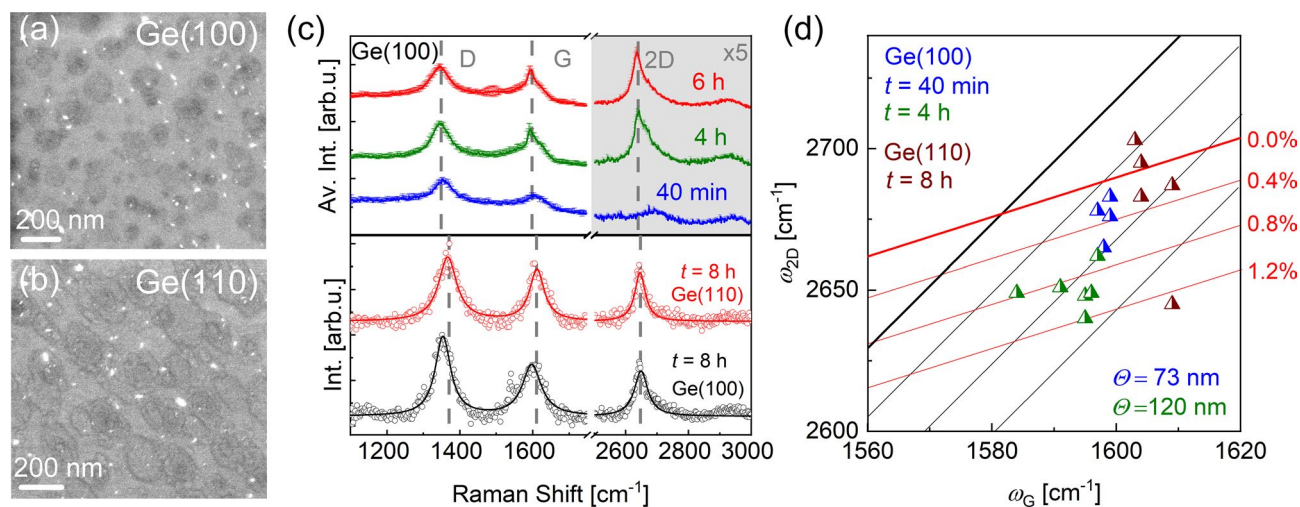 (a)
Ge(100)
200 nm
(b)
Ge(110)
200 nm
(c)
Ge(100)
D
G
2D
x5
6 h
4 h
40 min
Av. Int. [arb.u.]
t = 8 h
Ge(110)
t = 8 h
Ge(100)
Int. [arb.u.]
1200 1400 1600 2600 2800 3000
Raman Shift [cm⁻¹]
(d)
Ge(100)
t = 40 min
t = 4 h
Ge(110)
t = 8 h
0.0%
0.4%
0.8%
1.2%
Θ = 73 nm
Θ = 120 nm
2700
2650
2600
ω2D [cm⁻¹]
1560 1580 1600 1620
ωG [cm⁻¹]